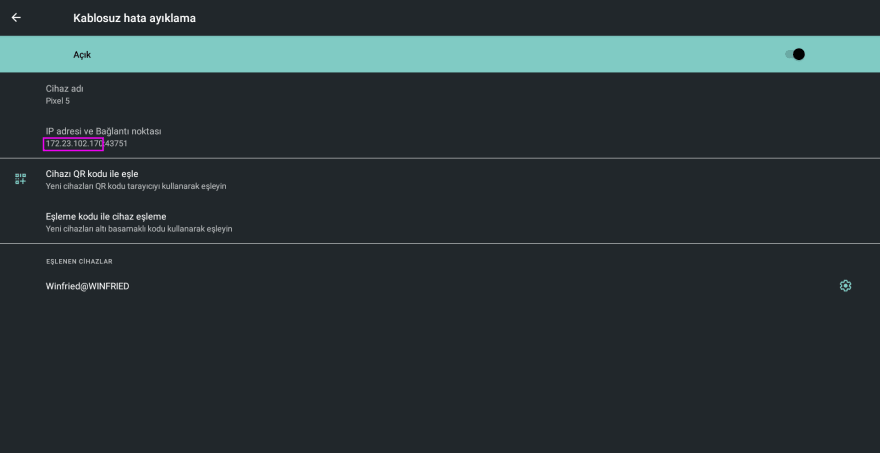 Kablosuz hata ayıklama
Açık
Cihaz adı
Pixel 5
IP adresi ve Bağlantı noktası
172.23.102.170:43751
Cihazı QR kodu ile eşle
Yeni cihazları QR kodu tarayıcıyı kullanarak eşleyin
Eşleme kodu ile cihaz eşleme
Yeni cihazları altı basamaklı kodu kullanarak eşleyin
EŞLENEN CİHAZLAR
Winfried@WINFRIED